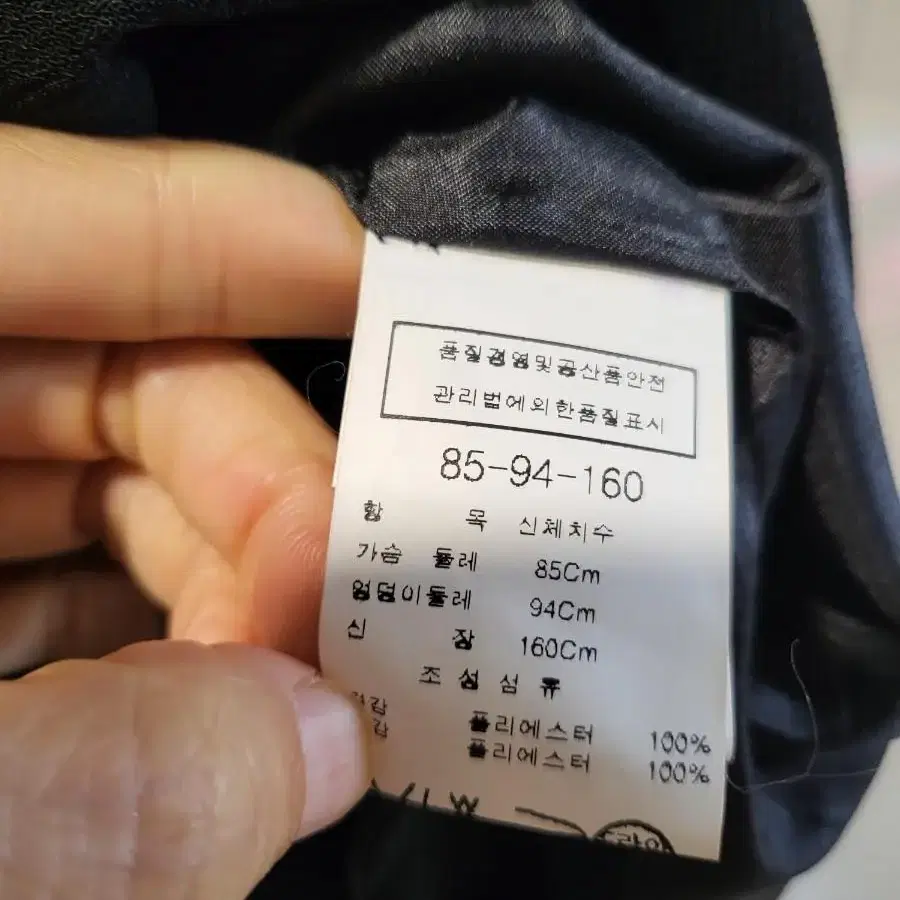 품질경영및공산품안전
관리법에의한품질표시
85-94-160
항 목 신체치수
가슴 둘레 85Cm
엉덩이둘레 94Cm
신 장 160Cm
조 성 섬 유
폴리에스터 100%
폴리에스터 100%